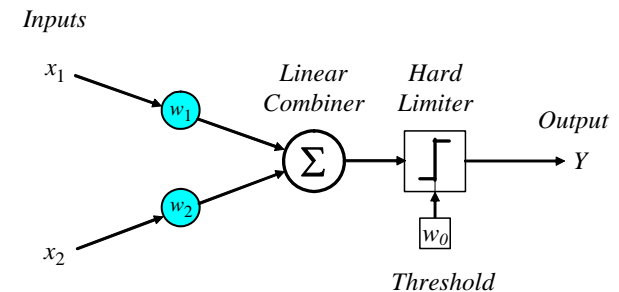 Inputs
x1
w1
Linear
Combiner
Hard
Limiter
Output
Σ
Y
w2
x2
w0
Threshold